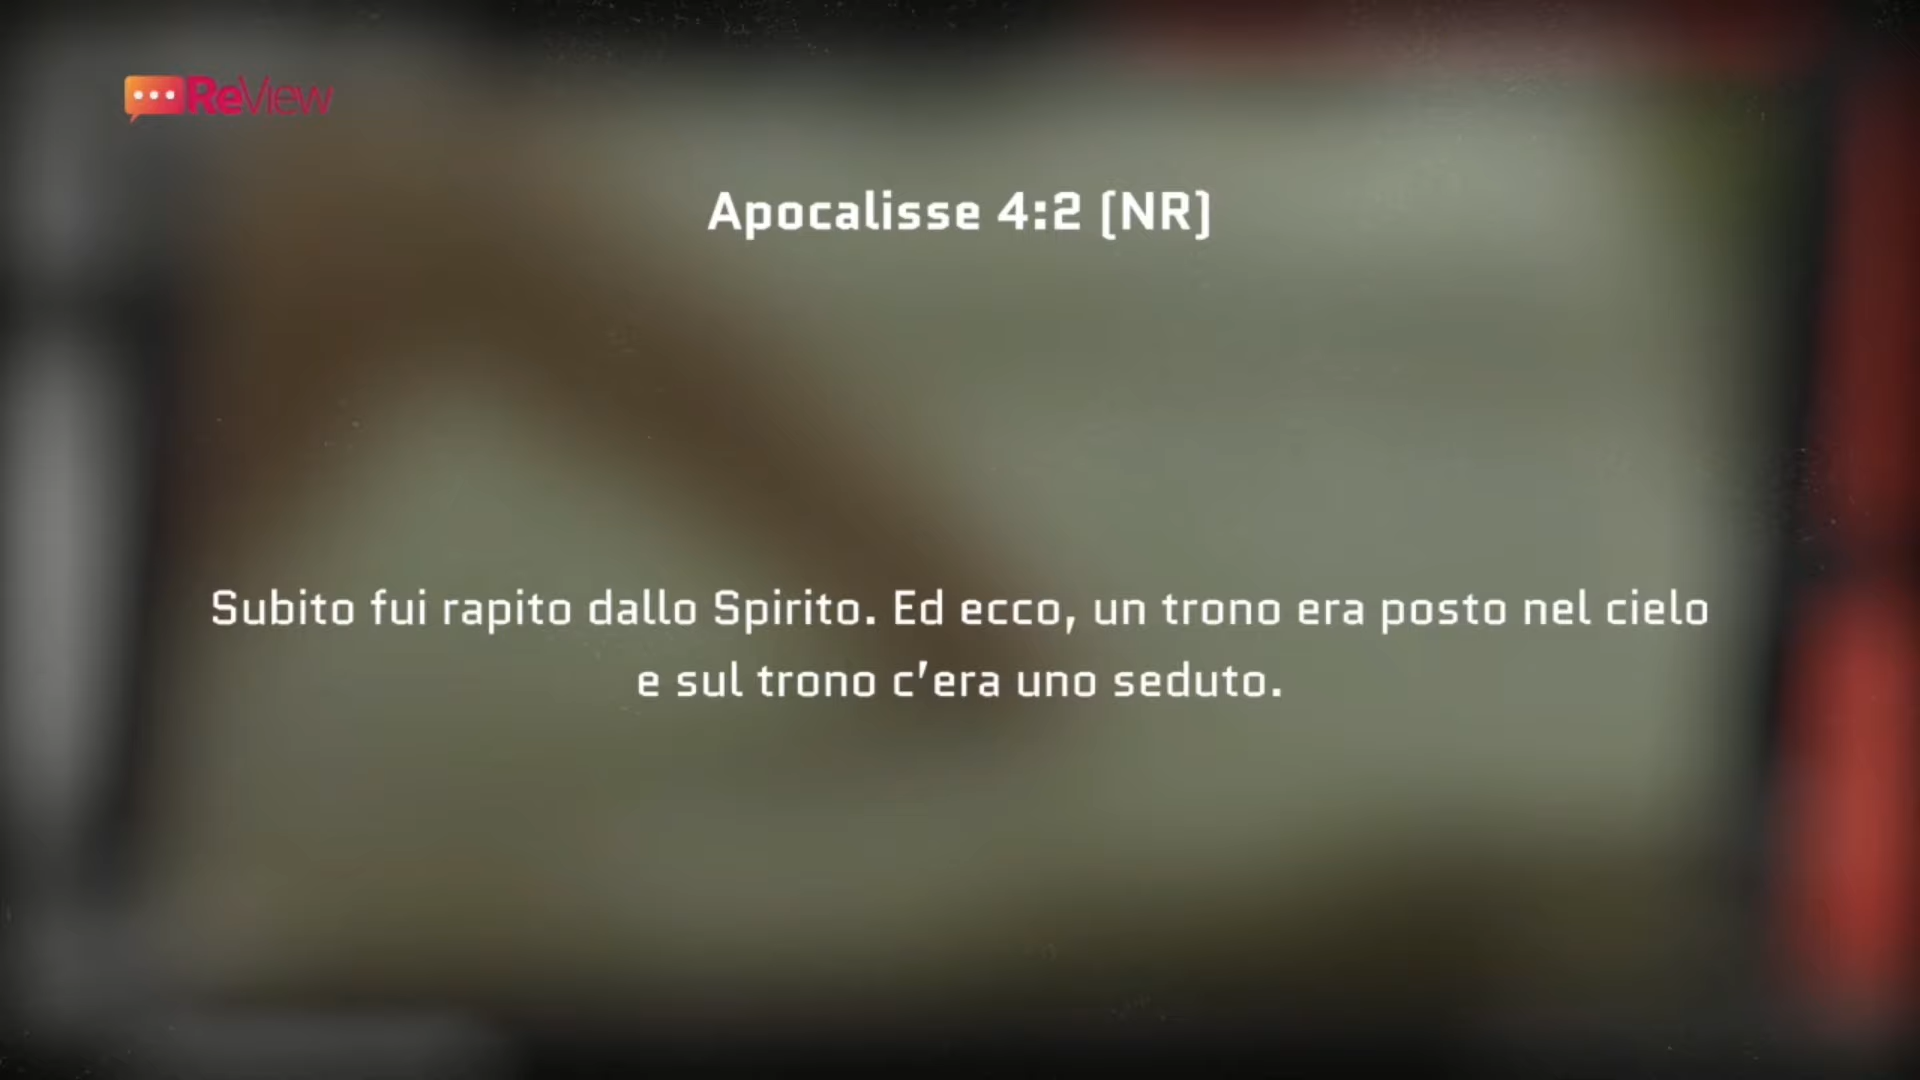 ReView
Apocalisse 4:2 (NR)
Subito fui rapito dallo Spirito. Ed ecco, un trono era posto nel cielo
e sul trono c'era uno seduto.